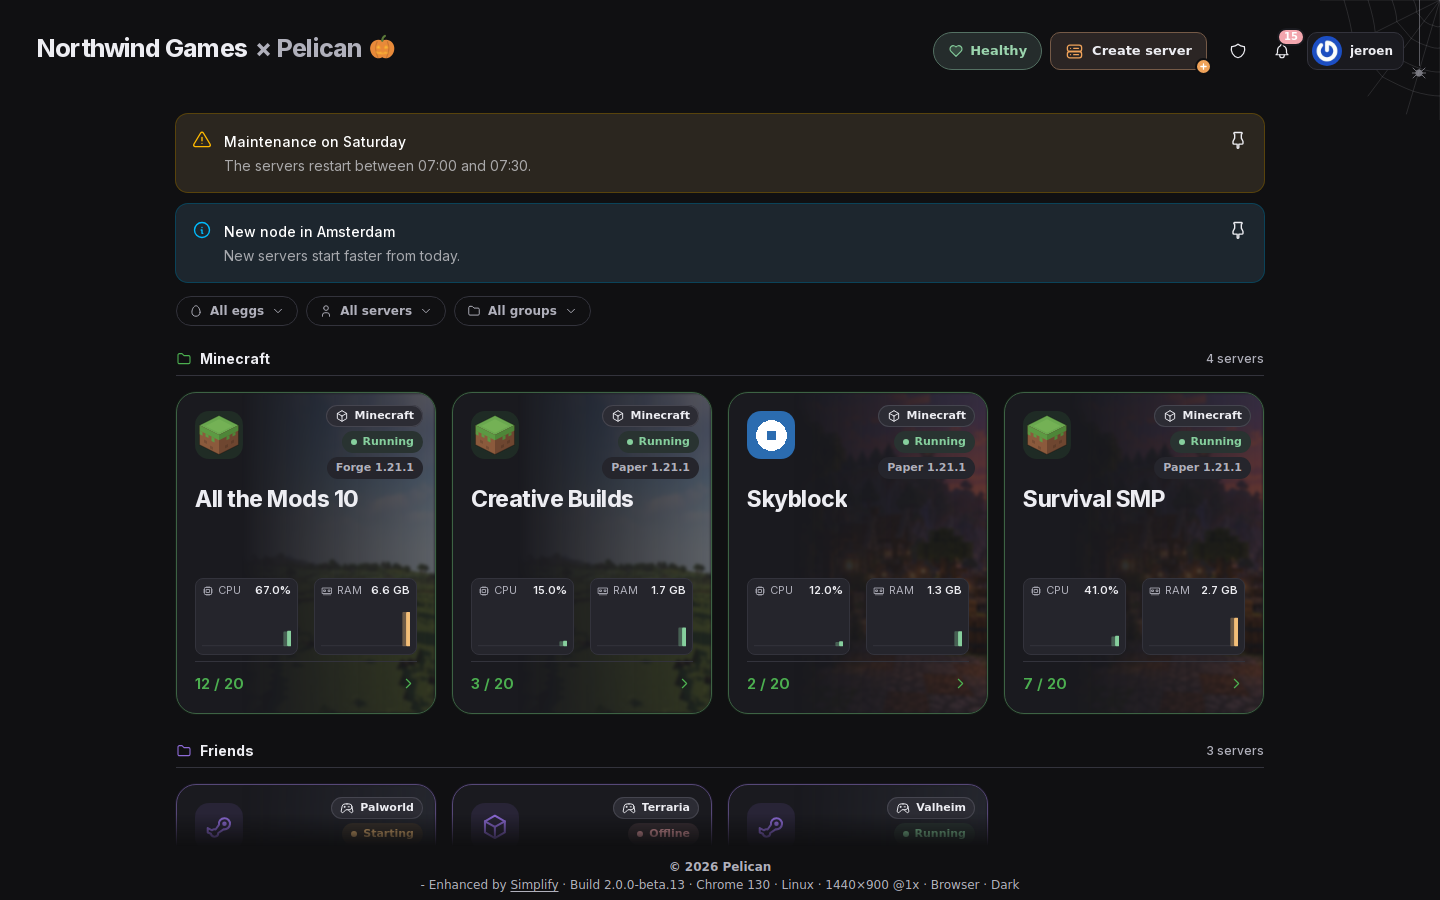 Northwind Games × Pelican 🎃
Healthy
Create server
15
jeroen
Maintenance on Saturday
The servers restart between 07:00 and 07:30.
New node in Amsterdam
New servers start faster from today.
All eggs
All servers
All groups
Minecraft
4 servers
Minecraft
Running
Forge 1.21.1
All the Mods 10
CPU 67.0%
RAM 6.6 GB
12 / 20
Minecraft
Running
Paper 1.21.1
Creative Builds
CPU 15.0%
RAM 1.7 GB
3 / 20
Minecraft
Running
Paper 1.21.1
Skyblock
CPU 12.0%
RAM 1.3 GB
2 / 20
Minecraft
Running
Paper 1.21.1
Survival SMP
CPU 41.0%
RAM 2.7 GB
7 / 20
Friends
3 servers
Palworld
Starting
Terraria
Offline
Valheim
Running
© 2026 Pelican
- Enhanced by Simplify · Build 2.0.0-beta.13 · Chrome 130 · Linux · 1440×900 @1x · Browser · Dark